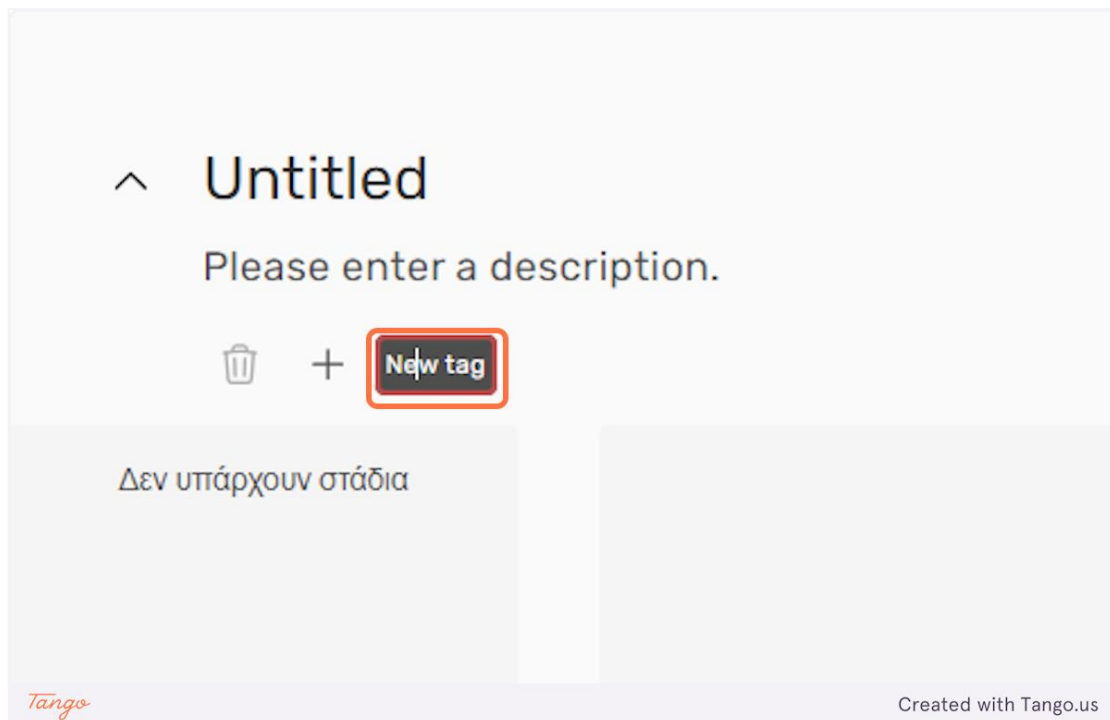 Untitled
Please enter a description.
New tag
Δεν υπάρχουν στάδια
Tango
Created with Tango.us